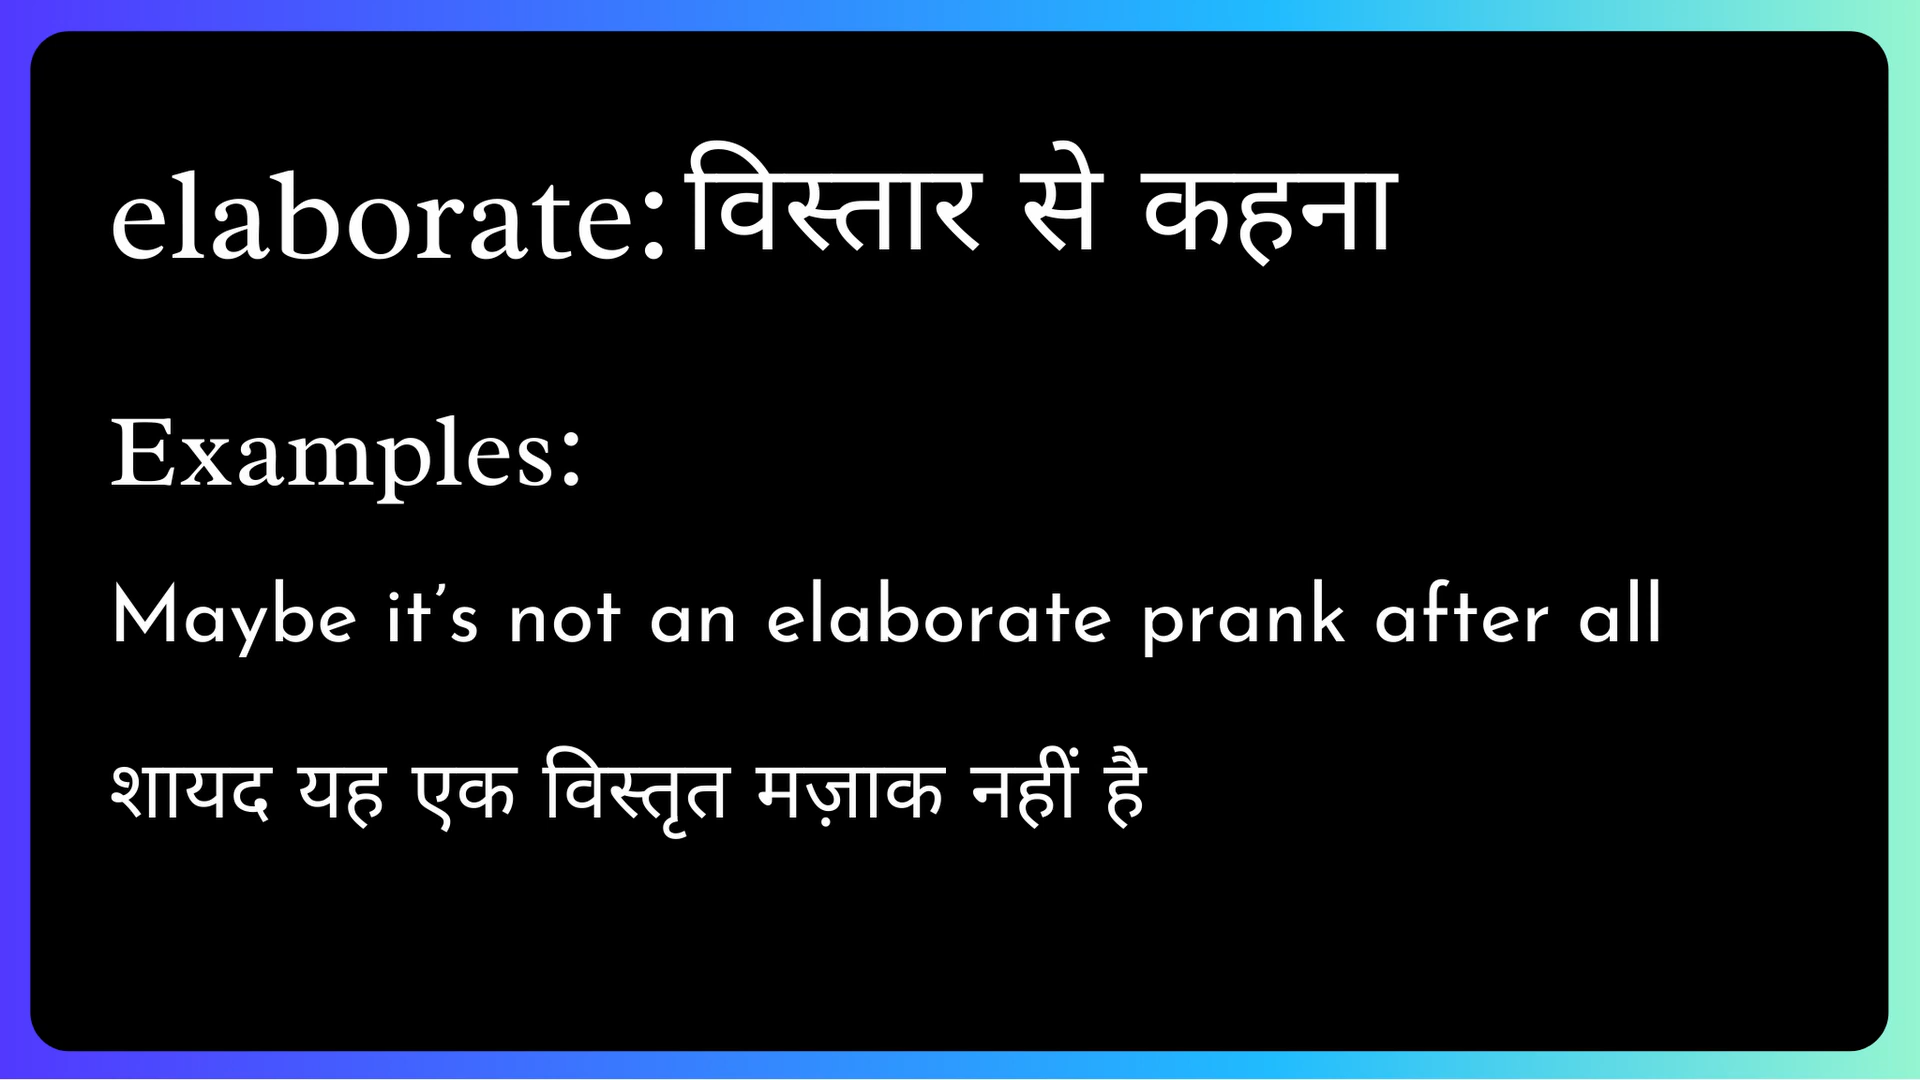 elaborate: विस्तार से कहना
Examples:
Maybe it’s not an elaborate prank after all
शायद यह एक विस्तृत मज़ाक नहीं है